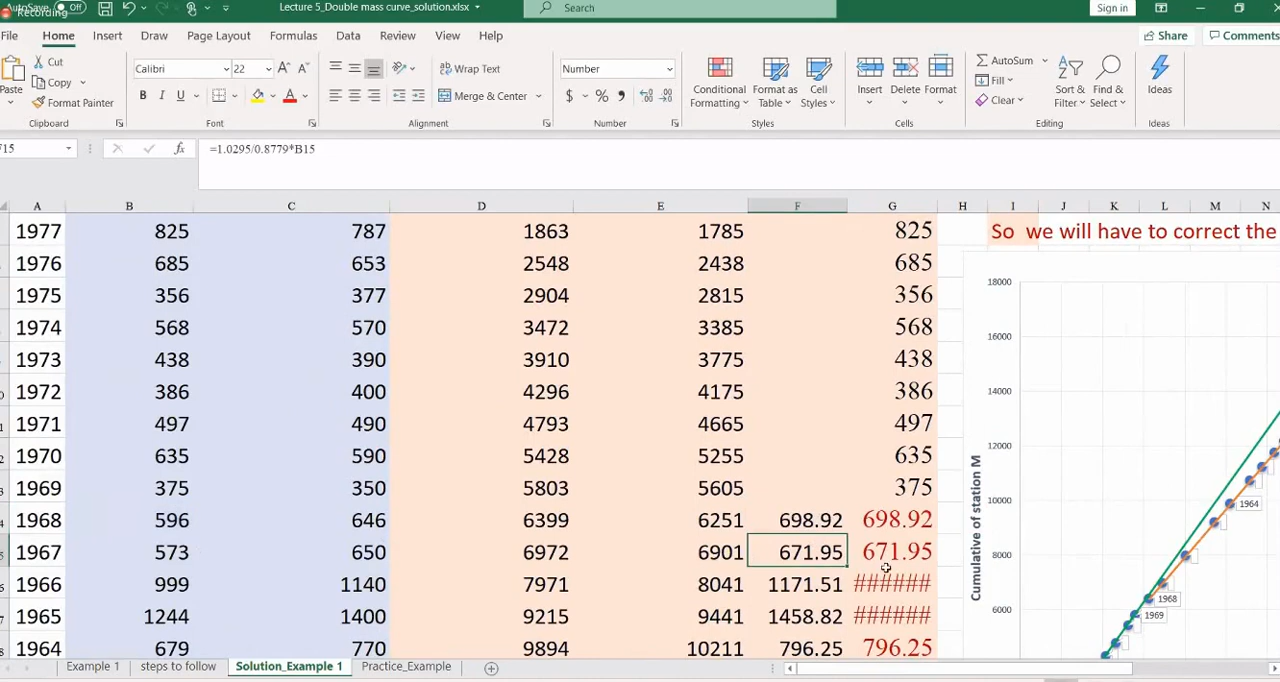 Recording
AutoSave Off Lecture 5_Double mass curve_solution.xlsx Search Sign in
File Home Insert Draw Page Layout Formulas Data Review View Help Share Comments
Paste Cut Copy Format Painter
Calibri 22
B I U
Wrap Text
Merge & Center
Number
$ % ,
Conditional Formatting Format as Table Cell Styles
Insert Delete Format
AutoSum Fill Clear
Sort & Filter Find & Select
Ideas
Clipboard Font Alignment Number Styles Cells Editing Ideas
F15 fx =1.0295/0.8779*B15
A B C D E F G H I J K L M N
1977 825 787 1863 1785 825 So we will have to correct the
1976 685 653 2548 2438 685
1975 356 377 2904 2815 356
1974 568 570 3472 3385 568
1973 438 390 3910 3775 438
1972 386 400 4296 4175 386
1971 497 490 4793 4665 497
1970 635 590 5428 5255 635
1969 375 350 5803 5605 375
1968 596 646 6399 6251 698.92 698.92
1967 573 650 6972 6901 671.95 671.95
1966 999 1140 7971 8041 1171.51 ######
1965 1244 1400 9215 9441 1458.82 ######
1964 679 770 9894 10211 796.25 796.25
Cumulative of station M
18000
16000
14000
12000
10000
8000
6000
1964
1968
1969
Example 1 steps to follow Solution_Example 1 Practice_Example